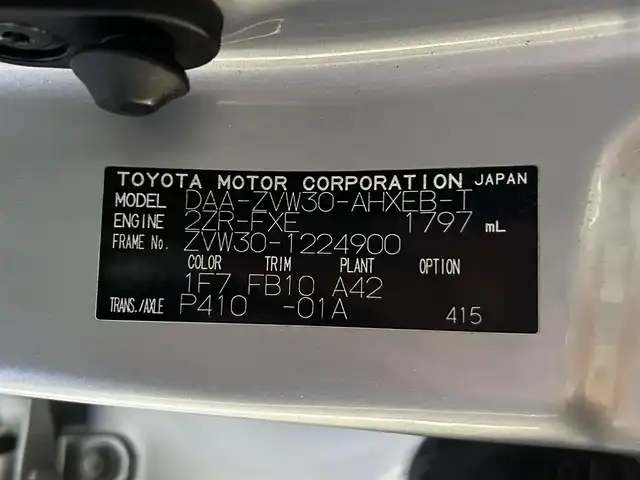 TOYOTA MOTOR CORPORATION JAPAN
MODEL DAA-ZVW30-AHXEB-T
ENGINE 2ZR-FXE 1797 mL
FRAME No. ZVW30-1224900
COLOR TRIM PLANT OPTION
1F7 FB10 A42
TRANS./AXLE P410 -01A 415